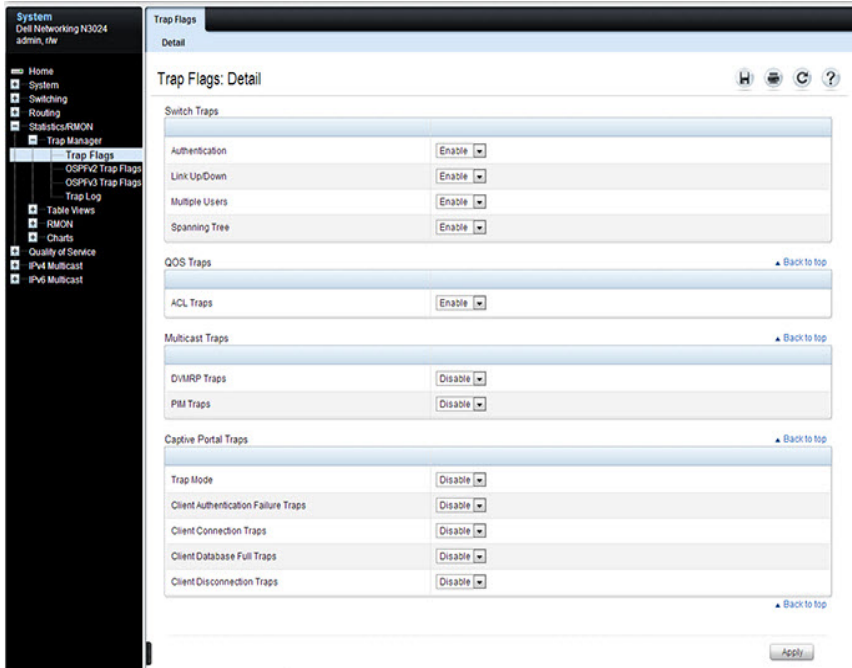 System
Dell Networking N3024
admin, r/w
Home
System
Switching
Routing
Statistics/RMON
Trap Manager
Trap Flags
OSPFv2 Trap Flags
OSPFv3 Trap Flags
Trap Log
Table Views
RMON
Charts
Quality of Service
IPv4 Multicast
IPv6 Multicast
Trap Flags
Detail
Trap Flags: Detail
Switch Traps
Authentication Enable
Link Up/Down Enable
Multiple Users Enable
Spanning Tree Enable
QOS Traps Back to top
ACL Traps Enable
Multicast Traps Back to top
DVMRP Traps Disable
PIM Traps Disable
Captive Portal Traps Back to top
Trap Mode Disable
Client Authentication Failure Traps Disable
Client Connection Traps Disable
Client Database Full Traps Disable
Client Disconnection Traps Disable
Back to top
Apply